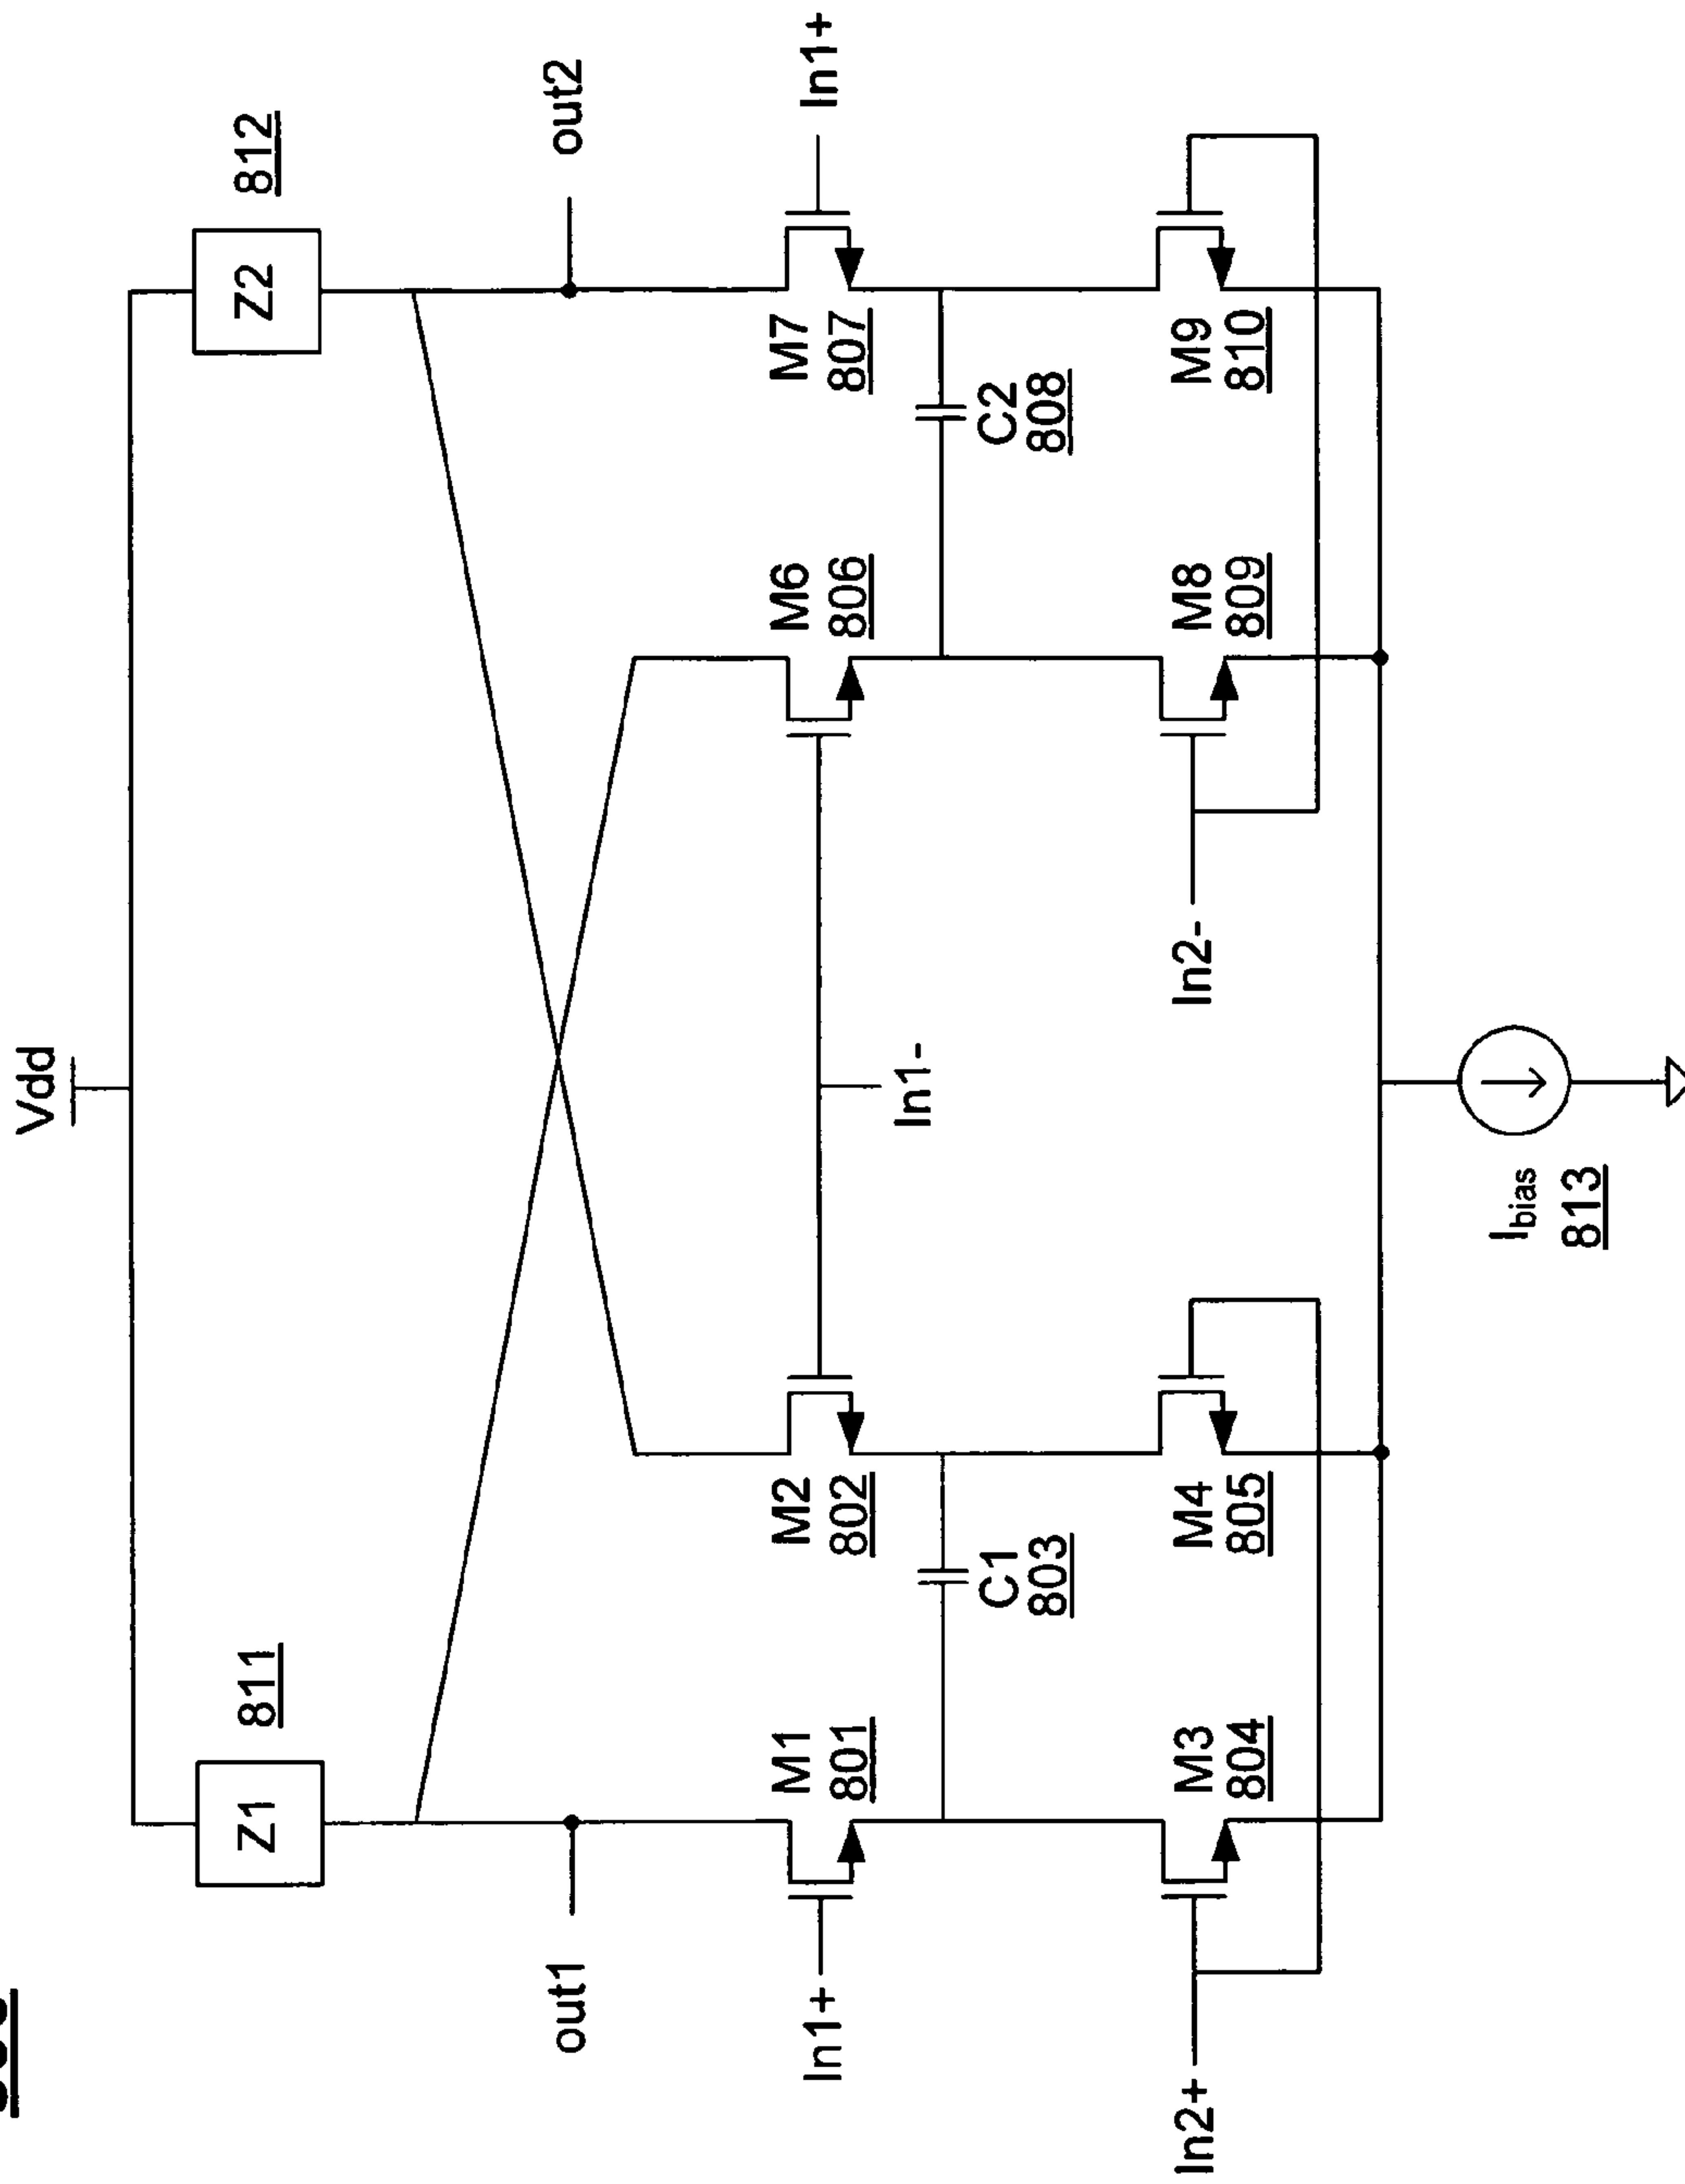 Vdd
Z1
811
Z2
812
out1
out2
In1+
M1
801
M2
802
In1-
M6
806
M7
807
In1+
C1
803
C2
808
In2+
M3
804
M4
805
In2-
M8
809
M9
810
Ibias
813